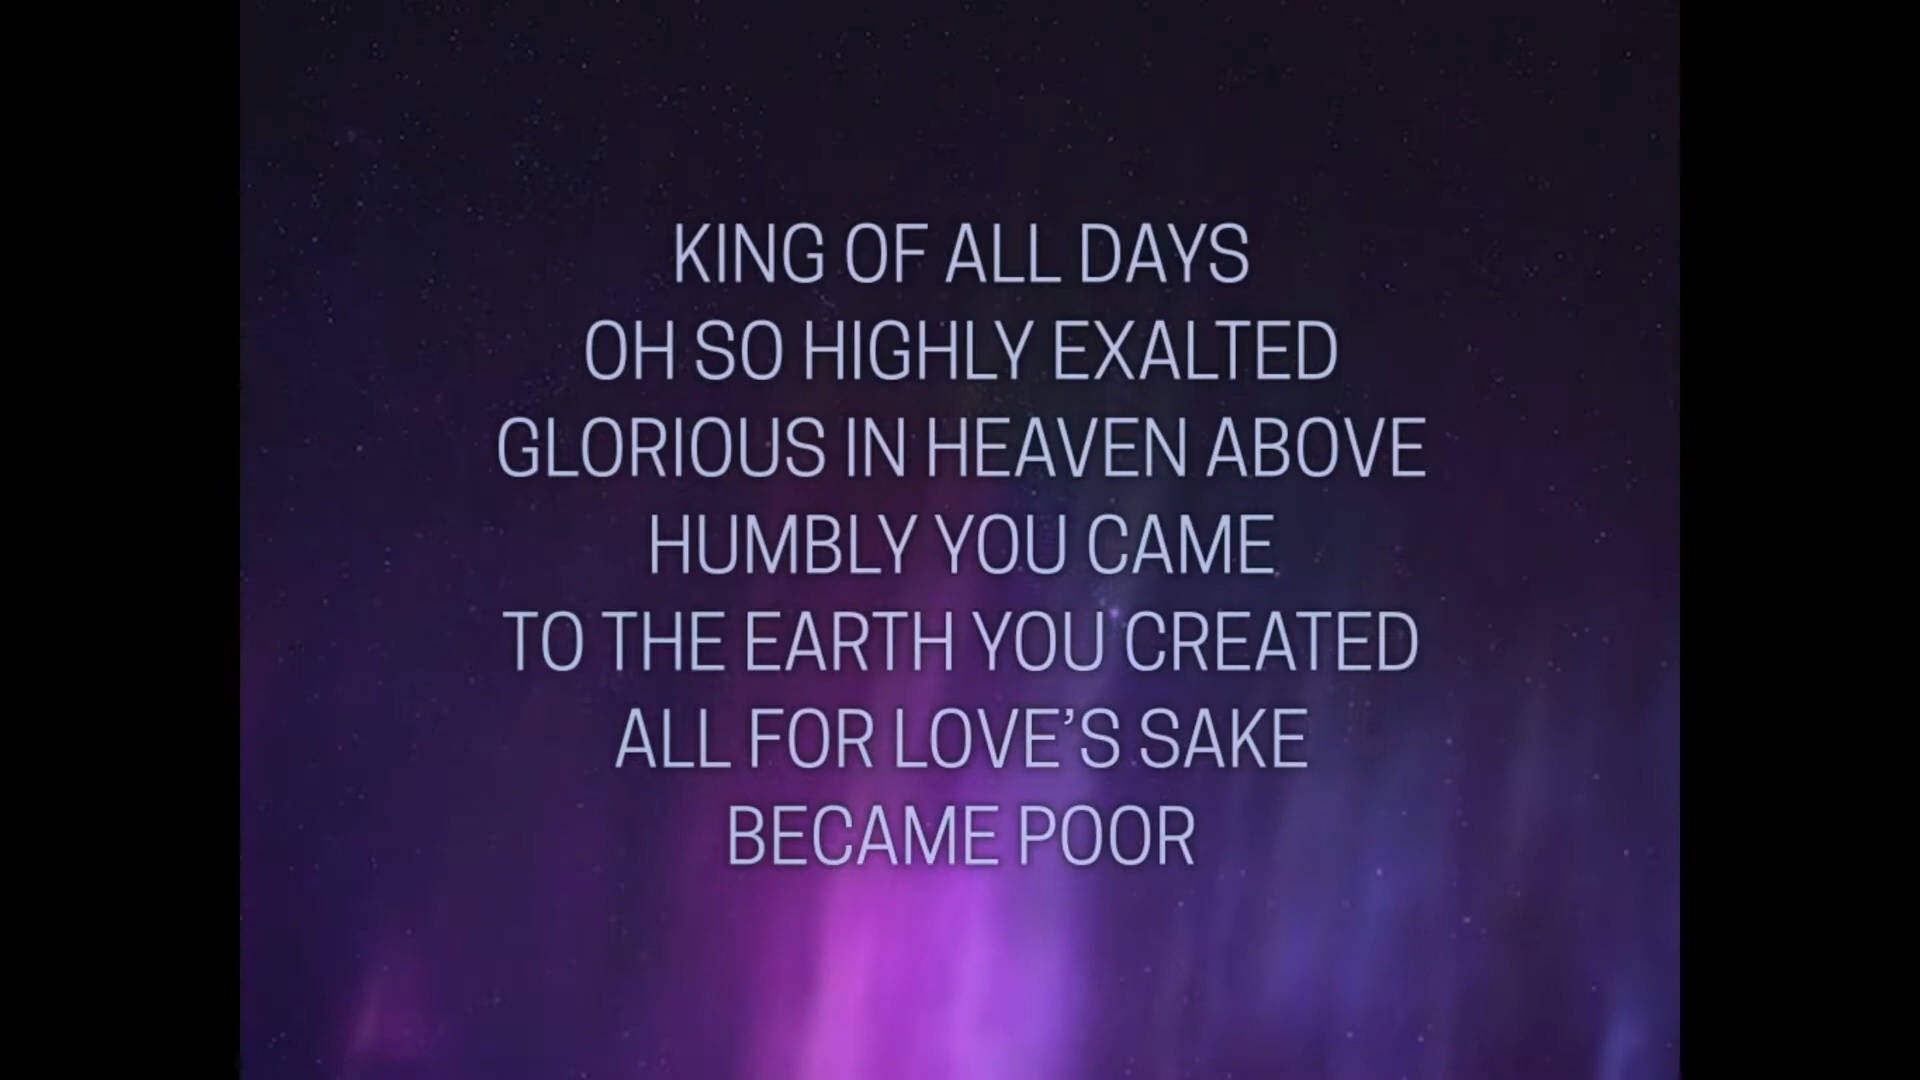 KING OF ALL DAYS
OH SO HIGHLY EXALTED
GLORIOUS IN HEAVEN ABOVE
HUMBLY YOU CAME
TO THE EARTH YOU CREATED
ALL FOR LOVE’S SAKE
BECAME POOR